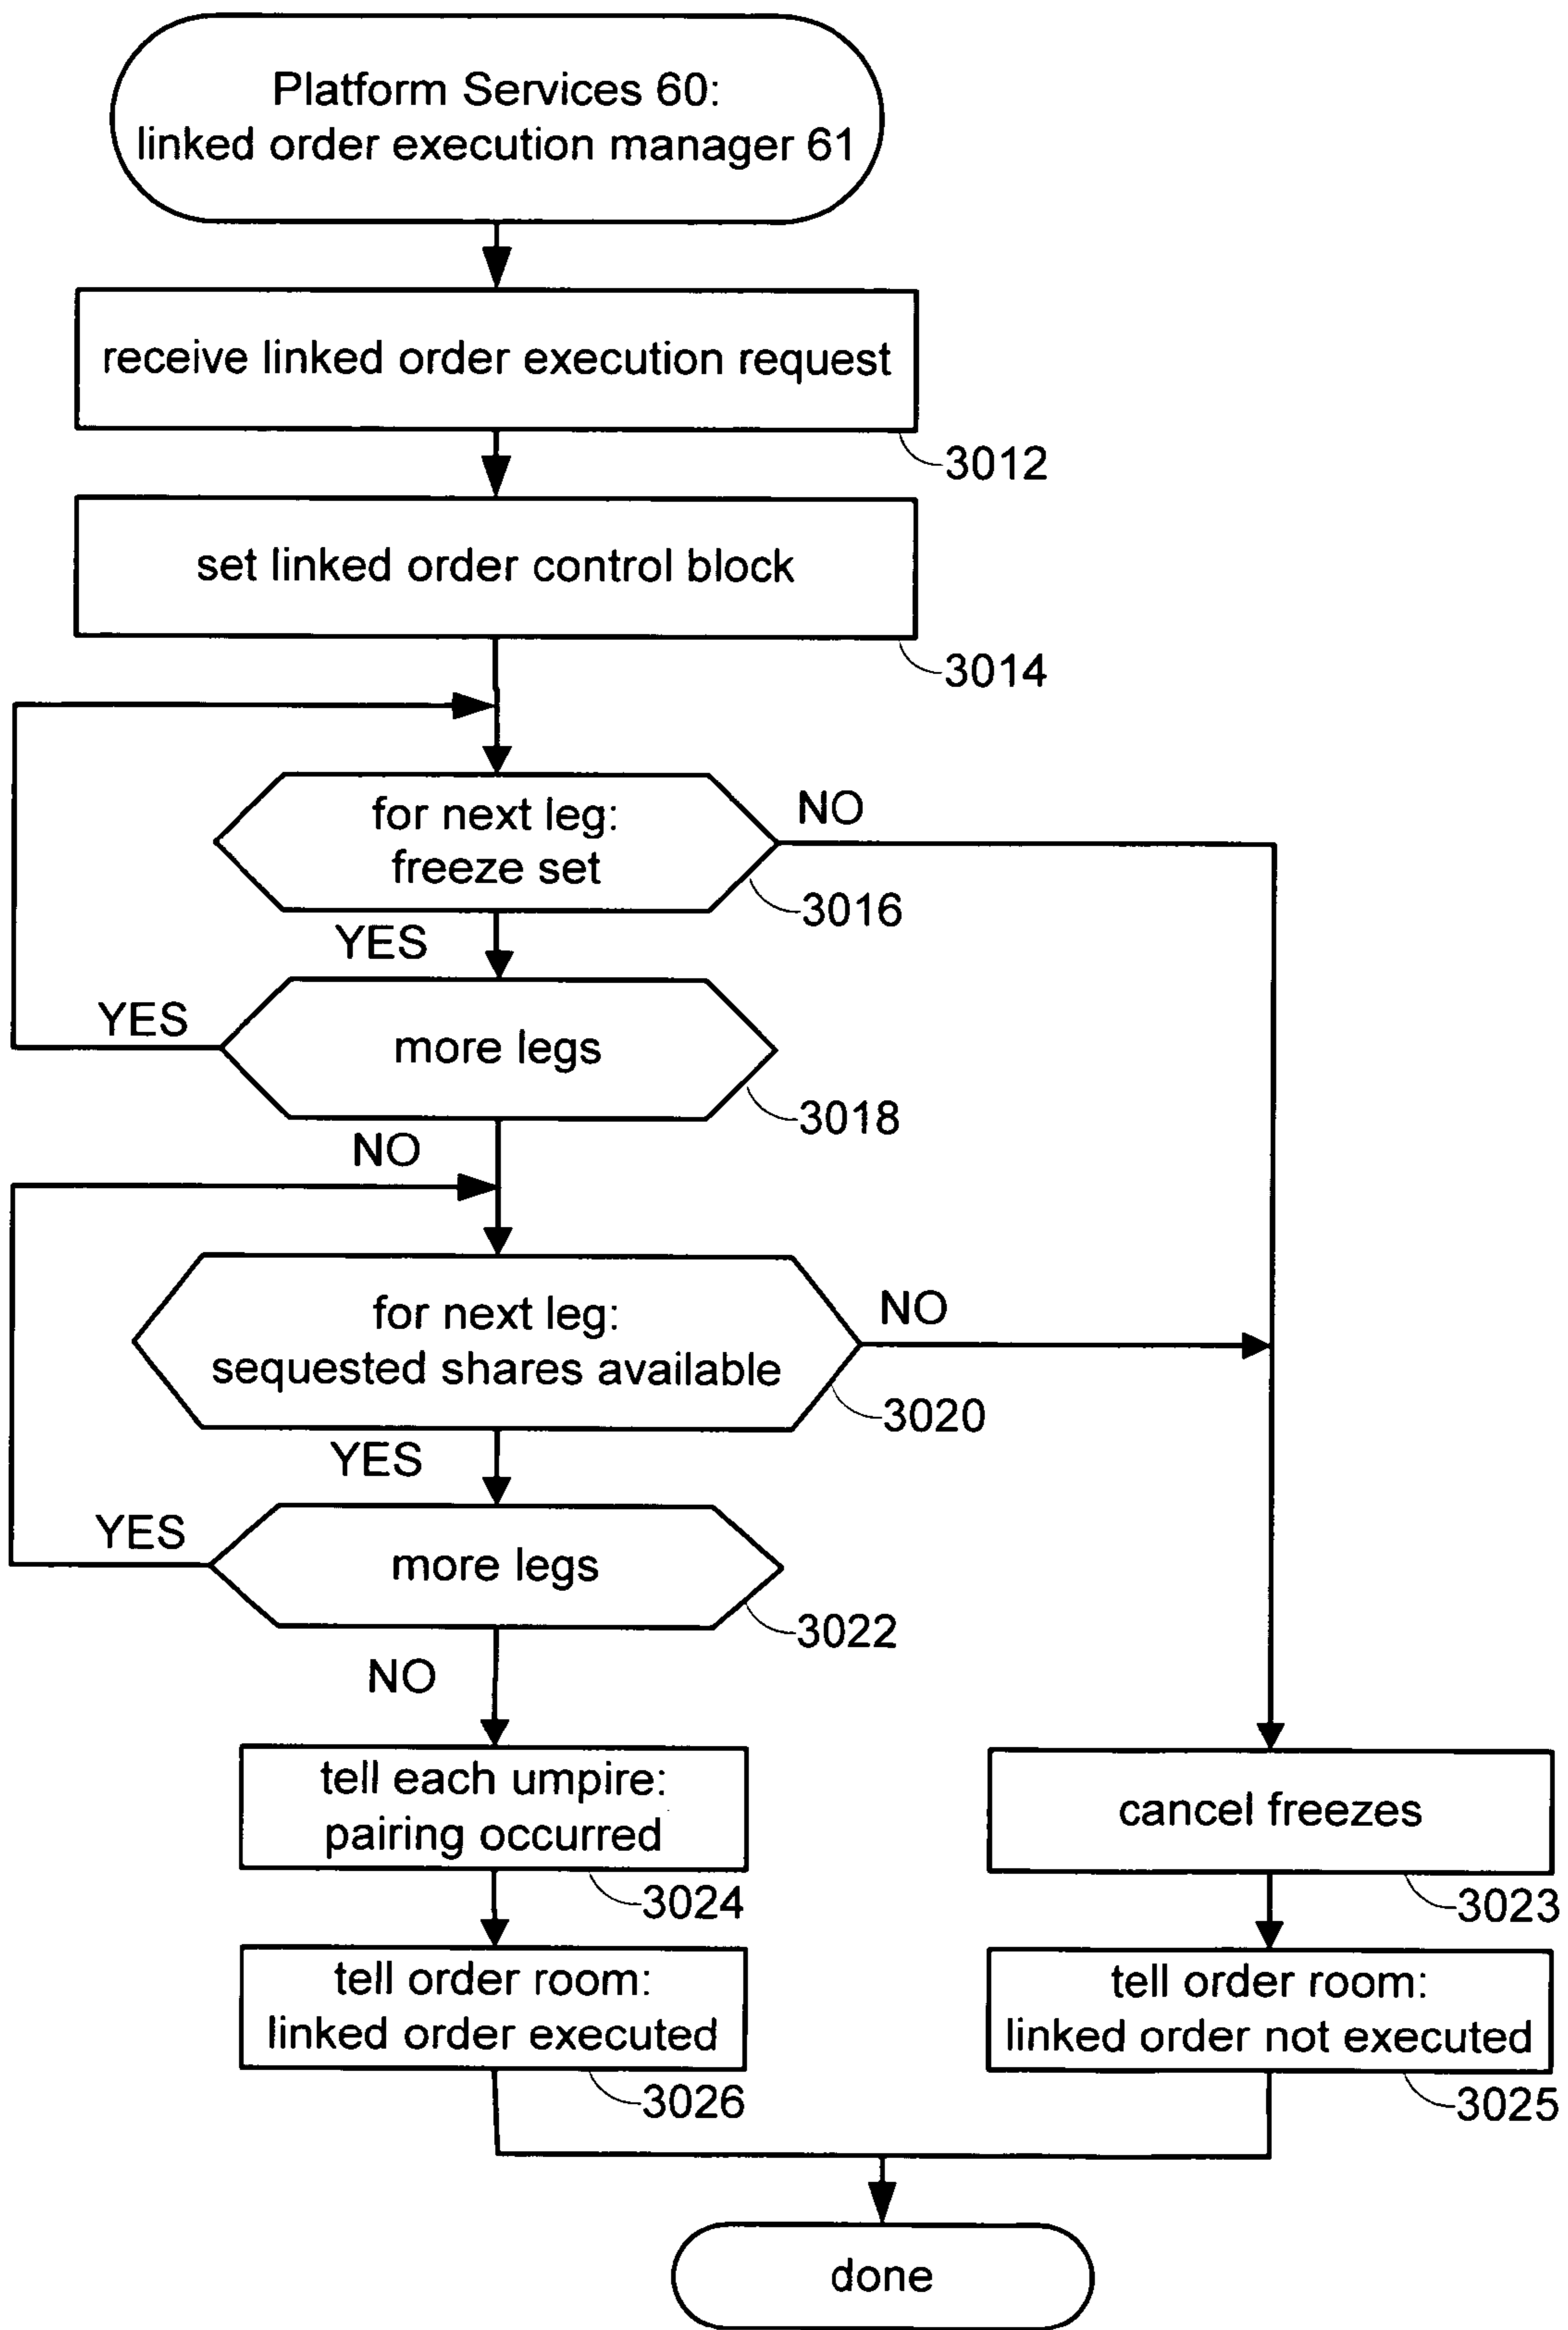 Platform Services 60:
linked order execution manager 61
receive linked order execution request
3012
set linked order control block
3014
for next leg:
freeze set
NO
3016
YES
YES
more legs
3018
NO
for next leg:
sequested shares available
NO
3020
YES
YES
more legs
3022
NO
tell each umpire:
pairing occurred
3024
cancel freezes
3023
tell order room:
linked order executed
3026
tell order room:
linked order not executed
3025
done